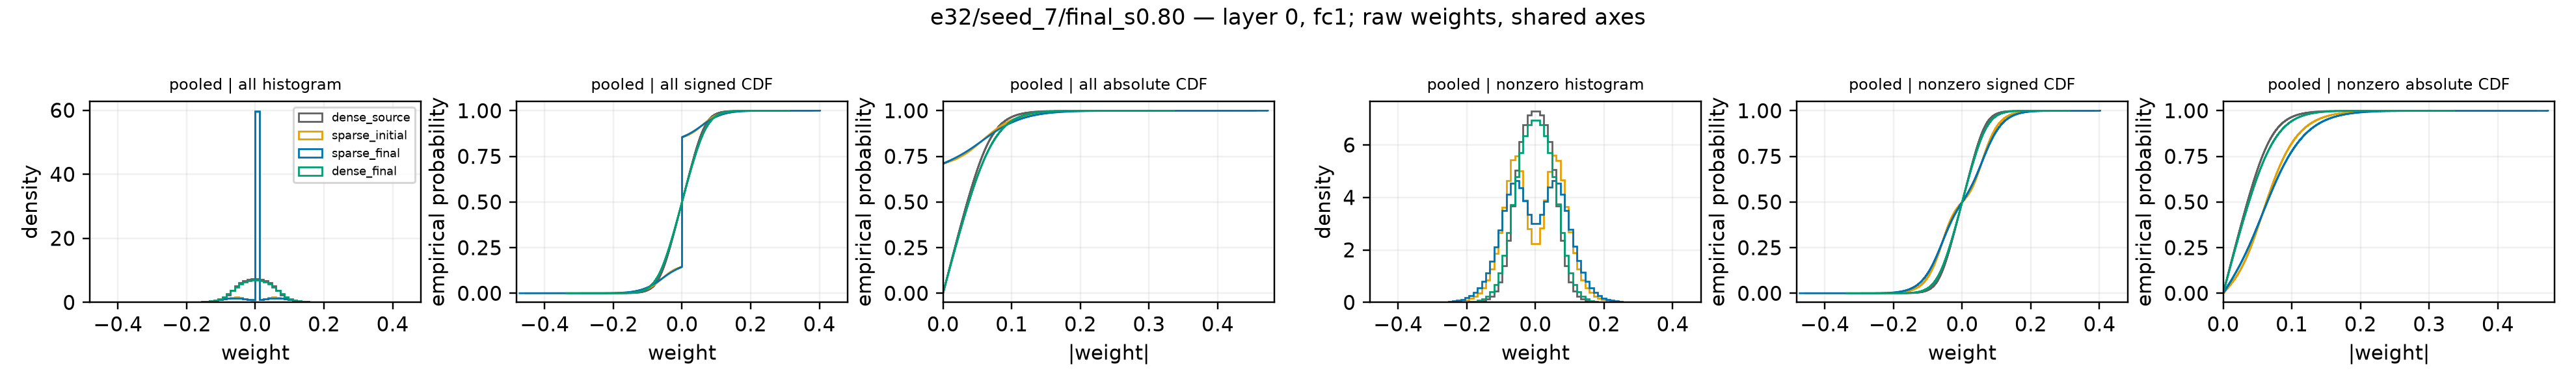 e32/seed_7/final_s0.80 — layer 0, fc1; raw weights, shared axes
pooled | all histogram
density
60
40
20
0
dense_source
sparse_initial
sparse_final
dense_final
−0.4 −0.2 0.0 0.2 0.4
weight
pooled | all signed CDF
empirical probability
1.00
0.75
0.50
0.25
0.00
−0.4 −0.2 0.0 0.2 0.4
weight
pooled | all absolute CDF
empirical probability
1.00
0.75
0.50
0.25
0.00
0.0 0.1 0.2 0.3 0.4
|weight|
pooled | nonzero histogram
density
6
4
2
0
−0.4 −0.2 0.0 0.2 0.4
weight
pooled | nonzero signed CDF
empirical probability
1.00
0.75
0.50
0.25
0.00
−0.4 −0.2 0.0 0.2 0.4
weight
pooled | nonzero absolute CDF
empirical probability
1.00
0.75
0.50
0.25
0.00
0.0 0.1 0.2 0.3 0.4
|weight|